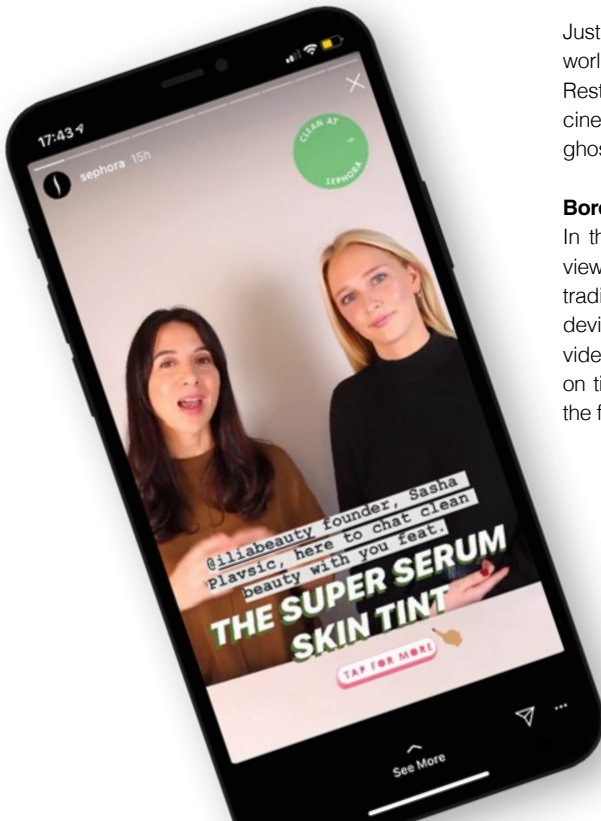 17:43
sephora 15h
CLEAN AT
SEPHORA
@iliabeauty founder, Sasha
Plavsic, here to chat clean
beauty with you feat.
THE SUPER SERUM
SKIN TINT
TAP FOR MORE
See More
Just
worl
Rest
cine
ghos
Bore
In th
view
tradi
devi
vide
on ti
the f